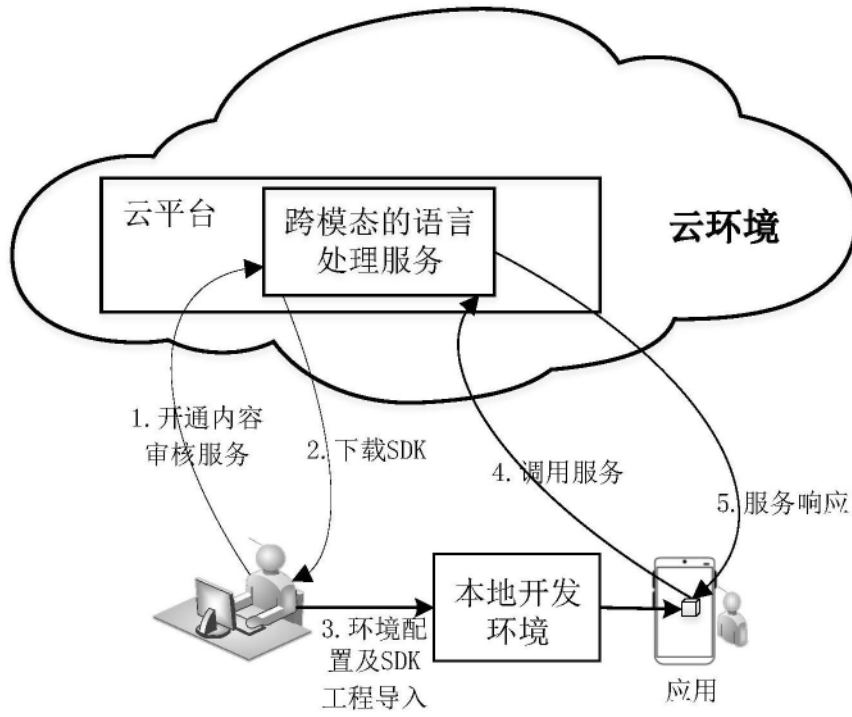 云平台
跨模态的语言
处理服务
云环境
1.开通内容
审核服务
2.下载SDK
4.调用服务
5.服务响应
本地开发
环境
3.环境配
置及SDK
工程导入
应用